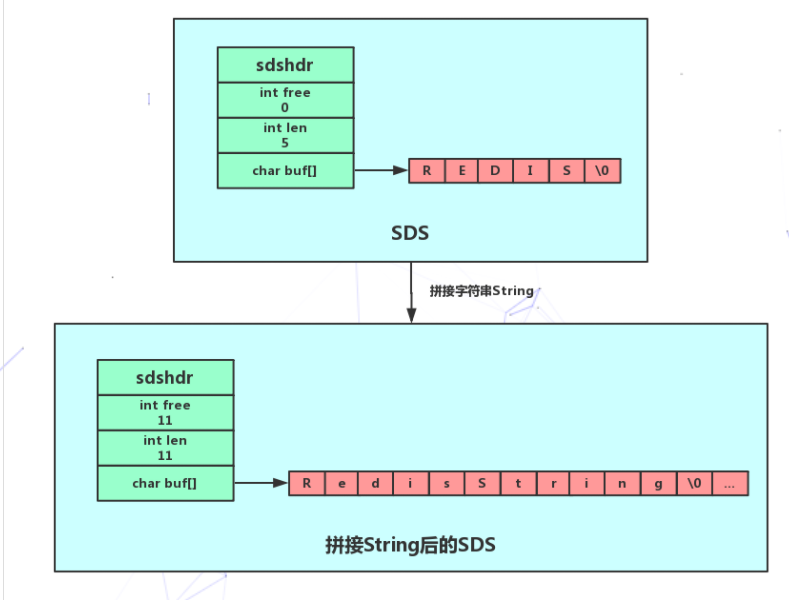 sdshdr
int free
0
int len
5
char buf[]
R E D I S \0
SDS
拼接字符串String
sdshdr
int free
11
int len
11
char buf[]
R e d i s S t r i n g \0 ...
拼接String后的SDS